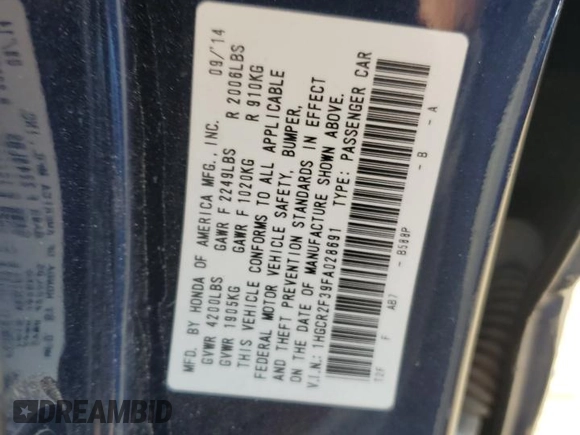 MFD. BY HONDA OF AMERICA MFG., INC. 09/'14
GVWR 4200LBS GAWR F 2249LBS R 2006LBS
GVWR 1905KG GAWR F 1020KG R 910KG
THIS VEHICLE CONFORMS TO ALL APPLICABLE
FEDERAL MOTOR VEHICLE SAFETY, BUMPER,
AND THEFT PREVENTION STANDARDS IN EFFECT
ON THE DATE OF MANUFACTURE SHOWN ABOVE.
V.I.N.: 1HGCR2F39FA028691 TYPE: PASSENGER CAR
F AB7 - B588P - B - A
DREAMBID